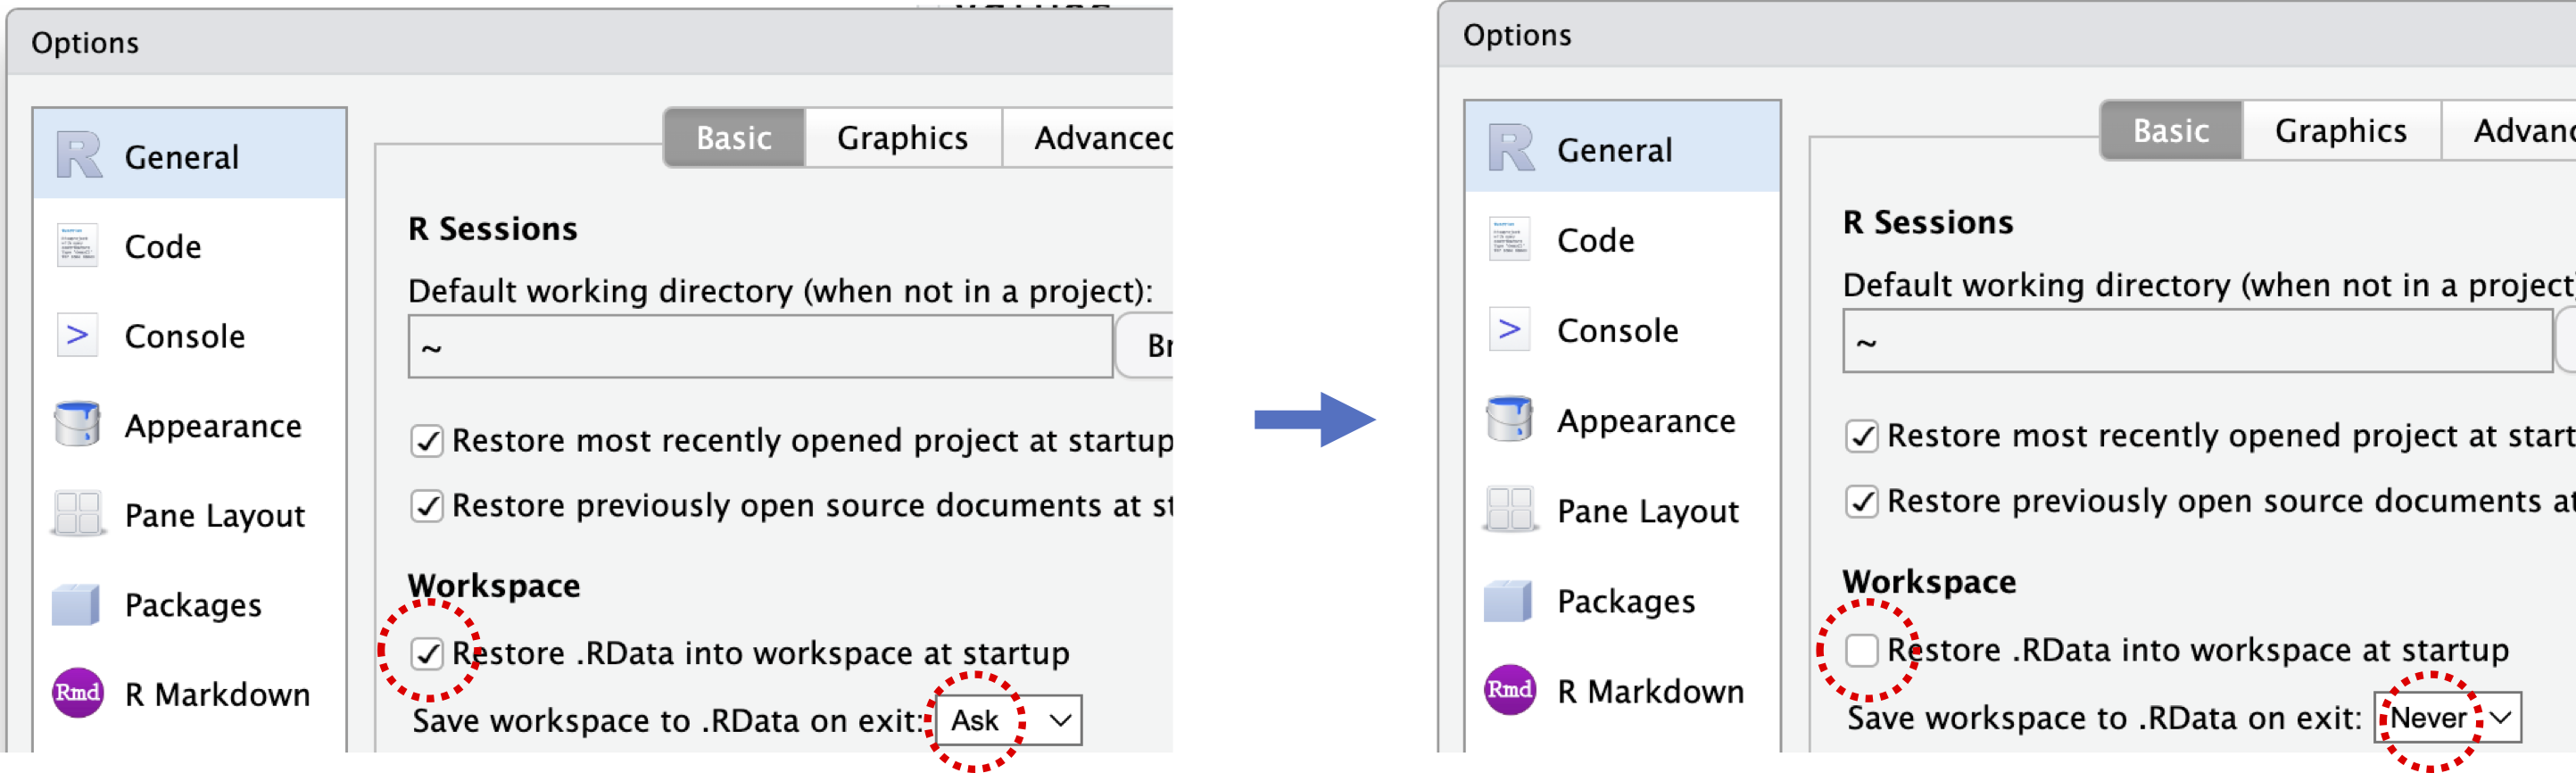 Options
General
Code
Console
Appearance
Pane Layout
Packages
Rmd R Markdown
Basic Graphics Advanced
R Sessions
Default working directory (when not in a project):
~ Br
Restore most recently opened project at startup
Restore previously open source documents at st
Workspace
Restore .RData into workspace at startup
Save workspace to .RData on exit: Ask
Options
General
Code
Console
Appearance
Pane Layout
Packages
Rmd R Markdown
Basic Graphics Advanc
R Sessions
Default working directory (when not in a project)
~
Restore most recently opened project at start
Restore previously open source documents at
Workspace
Restore .RData into workspace at startup
Save workspace to .RData on exit: Never